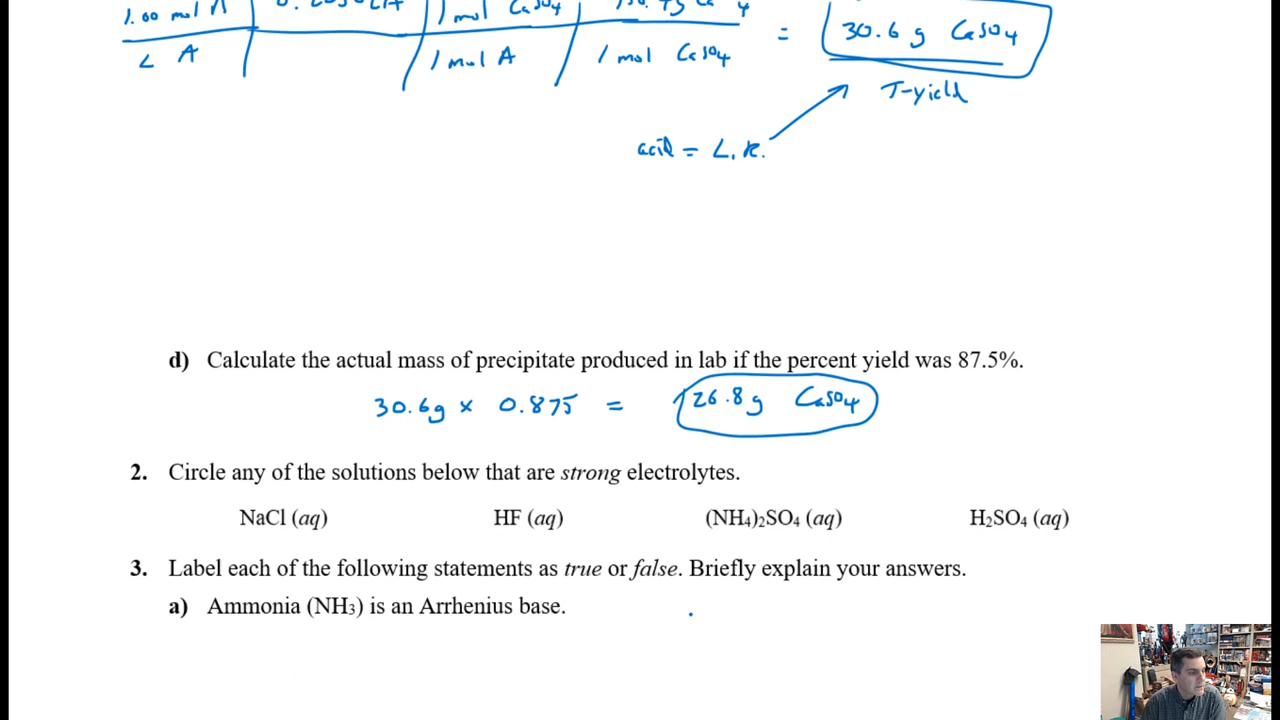 1.00 mol A 1 mol CaSO4
= 30.6 g CaSO4
L A 1 mol A 1 mol CaSO4
T-yield
acid = L.R.
d) Calculate the actual mass of precipitate produced in lab if the percent yield was 87.5%.
30.6g x 0.875 = 26.8g CaSO4
2. Circle any of the solutions below that are strong electrolytes.
NaCl (aq) HF (aq) (NH4)2SO4 (aq) H2SO4 (aq)
3. Label each of the following statements as true or false. Briefly explain your answers.
a) Ammonia (NH3) is an Arrhenius base.